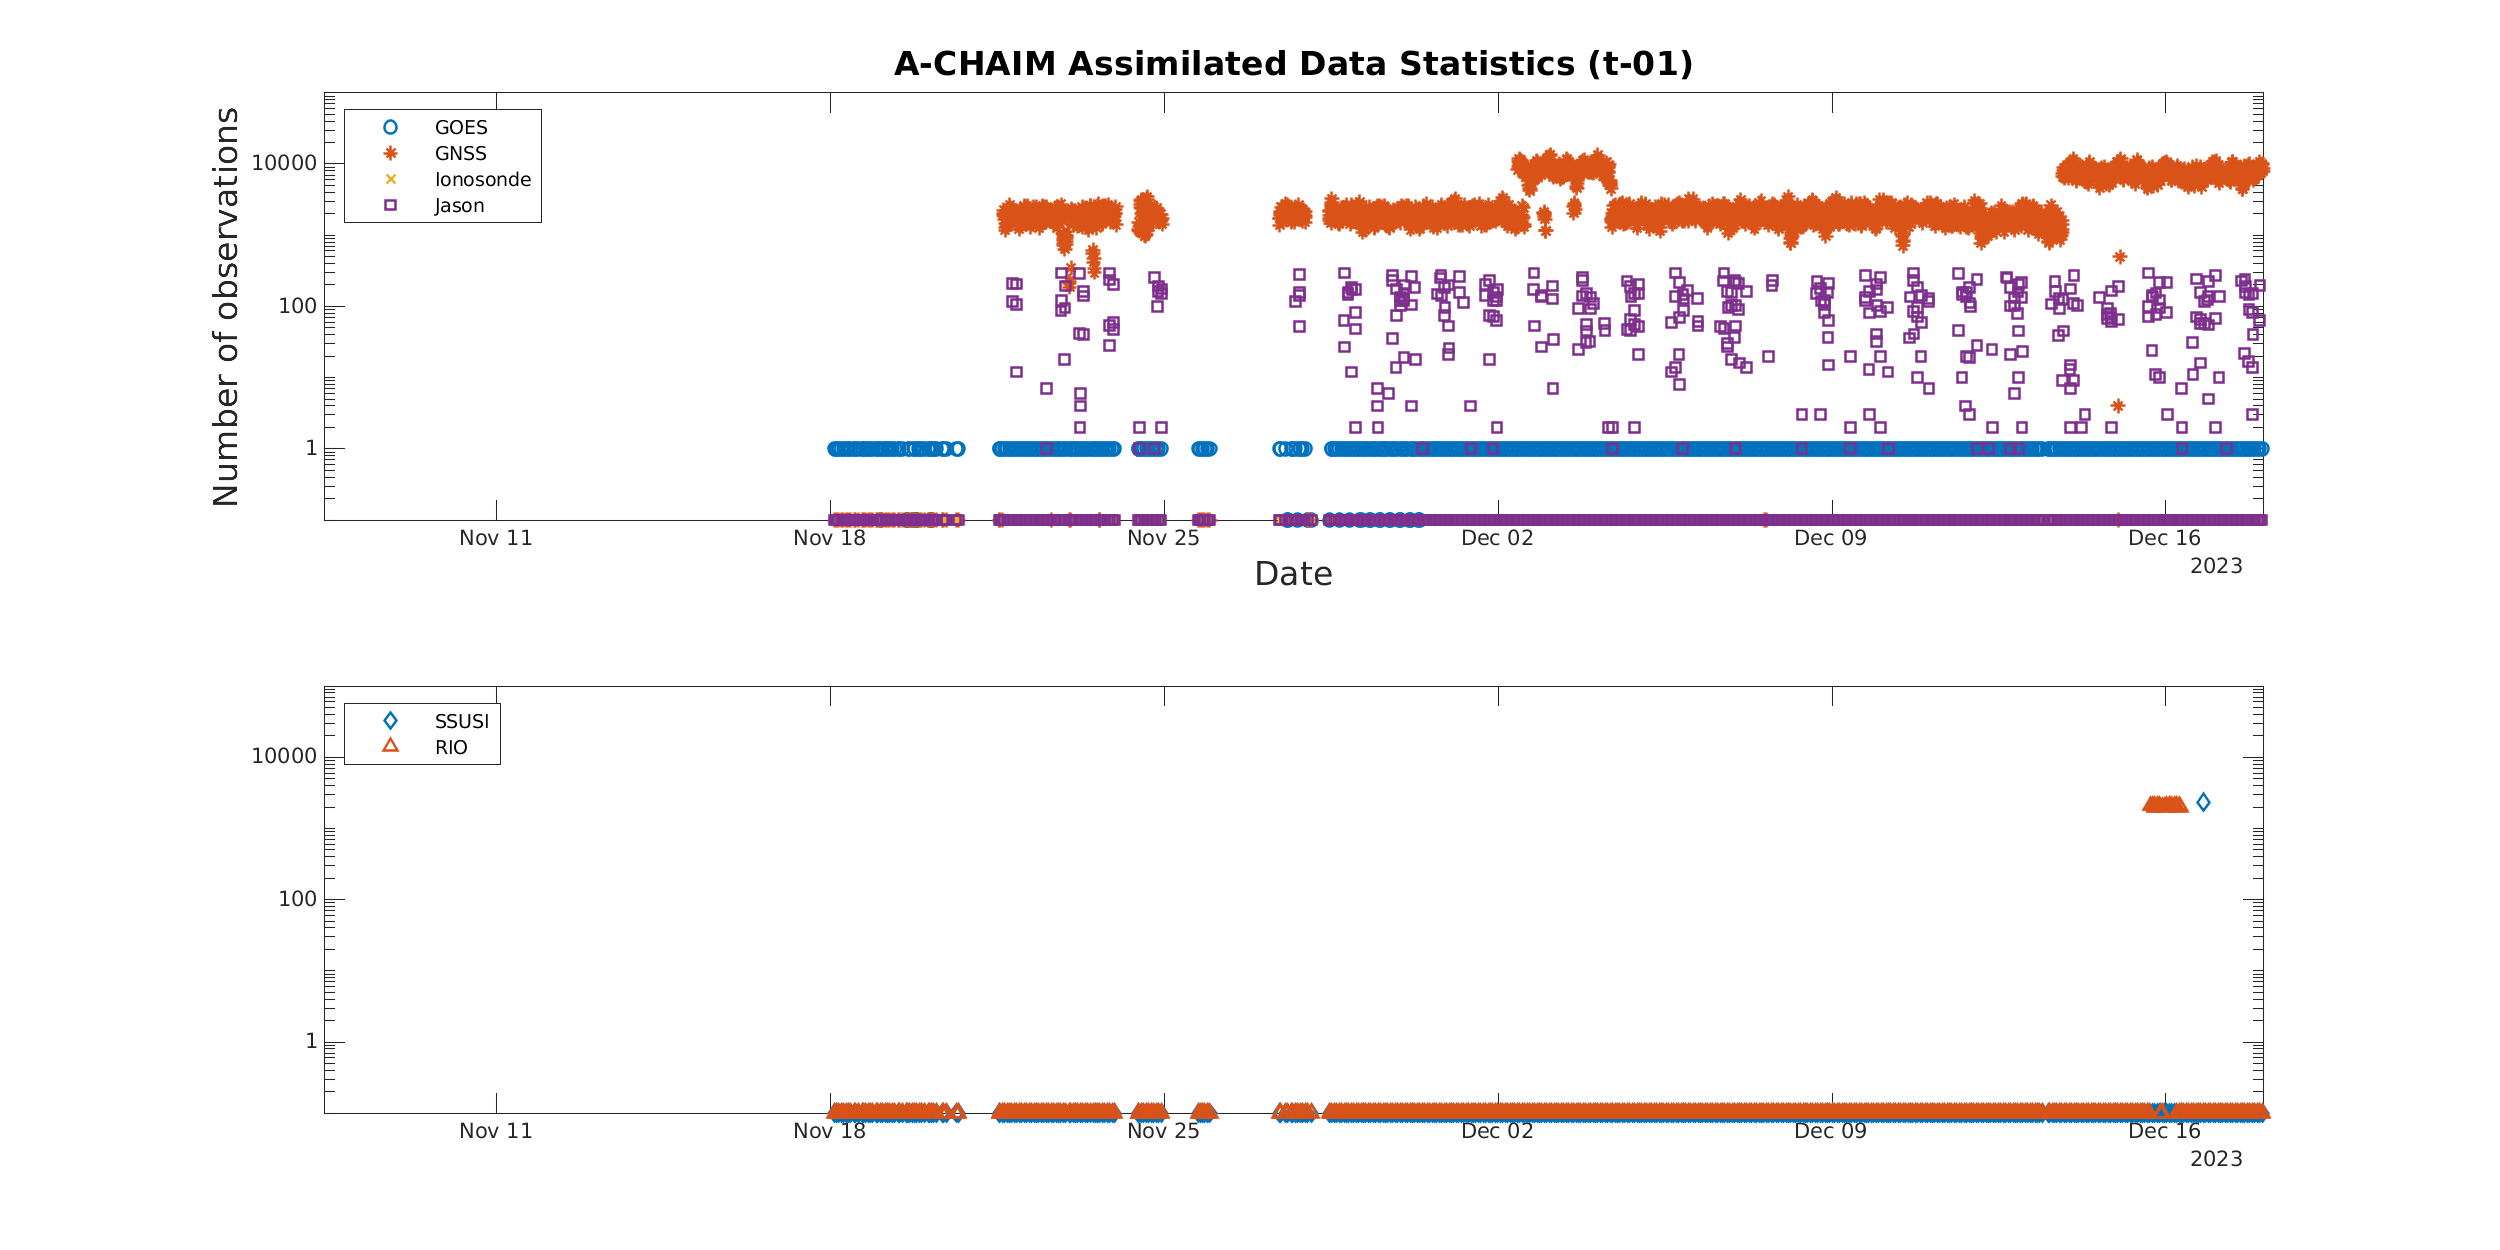 A-CHAIM Assimilated Data Statistics (t-01)
Number of observations
10000
100
1
GOES
GNSS
Ionosonde
Jason
Nov 11 Nov 18 Nov 25 Dec 02 Dec 09 Dec 16
2023
Date
10000
100
1
SSUSI
RIO
Nov 11 Nov 18 Nov 25 Dec 02 Dec 09 Dec 16
2023